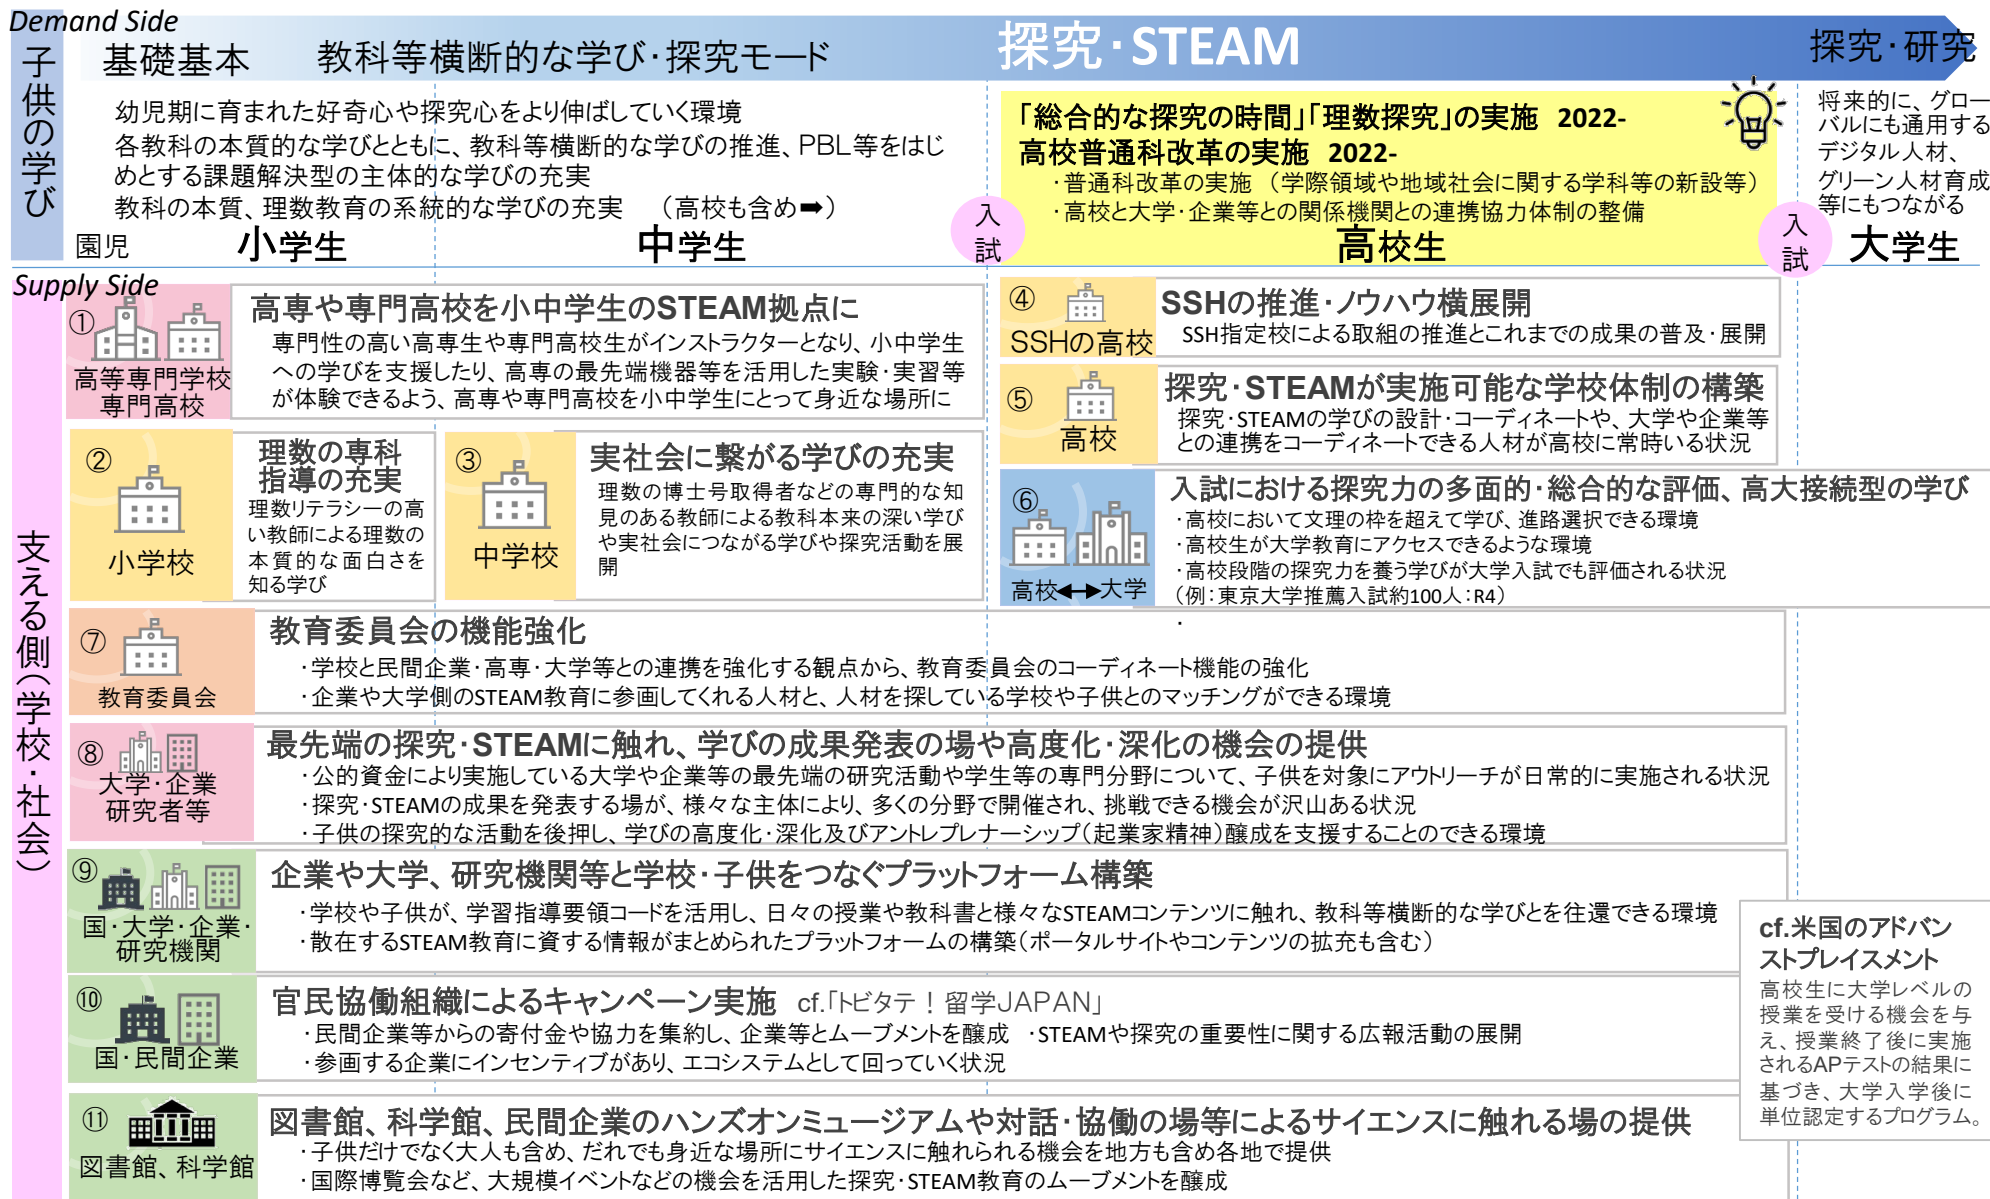 Demand Side
子供の学び
基礎基本
教科等横断的な学び・探究モード
探究・STEAM
探究・研究
幼児期に育まれた好奇心や探究心をより伸ばしていく環境
各教科の本質的な学びとともに、教科等横断的な学びの推進、PBL等をはじ
めとする課題解決型の主体的な学びの充実
教科の本質、理数教育の系統的な学びの充実 （高校も含め➡）
園児
小学生
中学生
入試
「総合的な探究の時間」「理数探究」の実施 2022-
高校普通科改革の実施 2022-
・普通科改革の実施 （学際領域や地域社会に関する学科等の新設等）
・高校と大学・企業等との関係機関との連携協力体制の整備
高校生
入試
将来的に、グロー
バルにも通用する
デジタル人材、
グリーン人材育成
等にもつながる
大学生
Supply Side
支える側（学校・社会）
①
高等専門学校
専門高校
高専や専門高校を小中学生のSTEAM拠点に
専門性の高い高専生や専門高校生がインストラクターとなり、小中学生
への学びを支援したり、高専の最先端機器等を活用した実験・実習等
が体験できるよう、高専や専門高校を小中学生にとって身近な場所に
②
小学校
理数の専科
指導の充実
理数リテラシーの高
い教師による理数の
本質的な面白さを
知る学び
③
中学校
実社会に繋がる学びの充実
理数の博士号取得者などの専門的な知
見のある教師による教科本来の深い学び
や実社会につながる学びや探究活動を展
開
④
SSHの高校
SSHの推進・ノウハウ横展開
SSH指定校による取組の推進とこれまでの成果の普及・展開
⑤
高校
探究・STEAMが実施可能な学校体制の構築
探究・STEAMの学びの設計・コーディネートや、大学や企業等
との連携をコーディネートできる人材が高校に常時いる状況
⑥
高校⟷大学
入試における探究力の多面的・総合的な評価、高大接続型の学び
・高校において文理の枠を超えて学び、進路選択できる環境
・高校生が大学教育にアクセスできるような環境
・高校段階の探究力を養う学びが大学入試でも評価される状況
（例：東京大学推薦入試約100人：R4）
・
⑦
教育委員会
教育委員会の機能強化
・学校と民間企業・高専・大学等との連携を強化する観点から、教育委員会のコーディネート機能の強化
・企業や大学側のSTEAM教育に参画してくれる人材と、人材を探している学校や子供とのマッチングができる環境
⑧
大学・企業
研究者等
最先端の探究・STEAMに触れ、学びの成果発表の場や高度化・深化の機会の提供
・公的資金により実施している大学や企業等の最先端の研究活動や学生等の専門分野について、子供を対象にアウトリーチが日常的に実施される状況
・探究・STEAMの成果を発表する場が、様々な主体により、多くの分野で開催され、挑戦できる機会が沢山ある状況
・子供の探究的な活動を後押し、学びの高度化・深化及びアントレプレナーシップ（起業家精神）醸成を支援することのできる環境
⑨
国・大学・企業・
研究機関
企業や大学、研究機関等と学校・子供をつなぐプラットフォーム構築
・学校や子供が、学習指導要領コードを活用し、日々の授業や教科書と様々なSTEAMコンテンツに触れ、教科等横断的な学びとを往還できる環境
・散在するSTEAM教育に資する情報がまとめられたプラットフォームの構築（ポータルサイトやコンテンツの拡充も含む）
⑩
国・民間企業
官民協働組織によるキャンペーン実施 cf.「トビタテ！留学JAPAN」
・民間企業等からの寄付金や協力を集約し、企業等とムーブメントを醸成 ・STEAMや探究の重要性に関する広報活動の展開
・参画する企業にインセンティブがあり、エコシステムとして回っていく状況
cf.米国のアドバン
ストプレイスメント
高校生に大学レベルの
授業を受ける機会を与
え、授業終了後に実施
されるAPテストの結果に
基づき、大学入学後に
単位認定するプログラム。
⑪
図書館、科学館
図書館、科学館、民間企業のハンズオンミュージアムや対話・協働の場等によるサイエンスに触れる場の提供
・子供だけでなく大人も含め、だれでも身近な場所にサイエンスに触れられる機会を地方も含め各地で提供
・国際博覧会など、大規模イベントなどの機会を活用した探究・STEAM教育のムーブメントを醸成